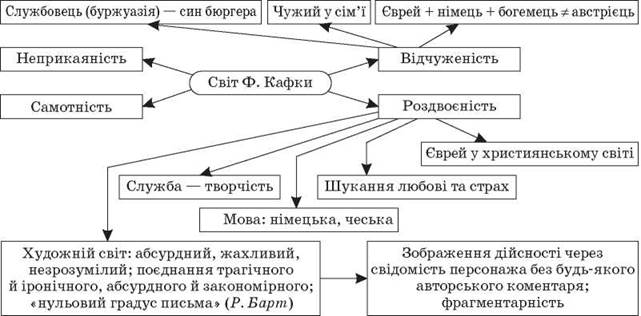 Службовець (буржуазія) — син бюргера
Чужий у сім’ї
Єврей + німець + богемець ≠ австрієць
Неприкаяність
Відчуженість
Світ Ф. Кафки
Самотність
Роздвоєність
Єврей у християнському світі
Служба — творчість
Шукання любові та страх
Мова: німецька, чеська
Художній світ: абсурдний, жахливий,
незрозумілий; поєднання трагічного
й іронічного, абсурдного й закономірного;
«нульовий градус письма» (Р. Барт)
Зображення дійсності через
свідомість персонажа без будь-якого
авторського коментаря;
фрагментарність